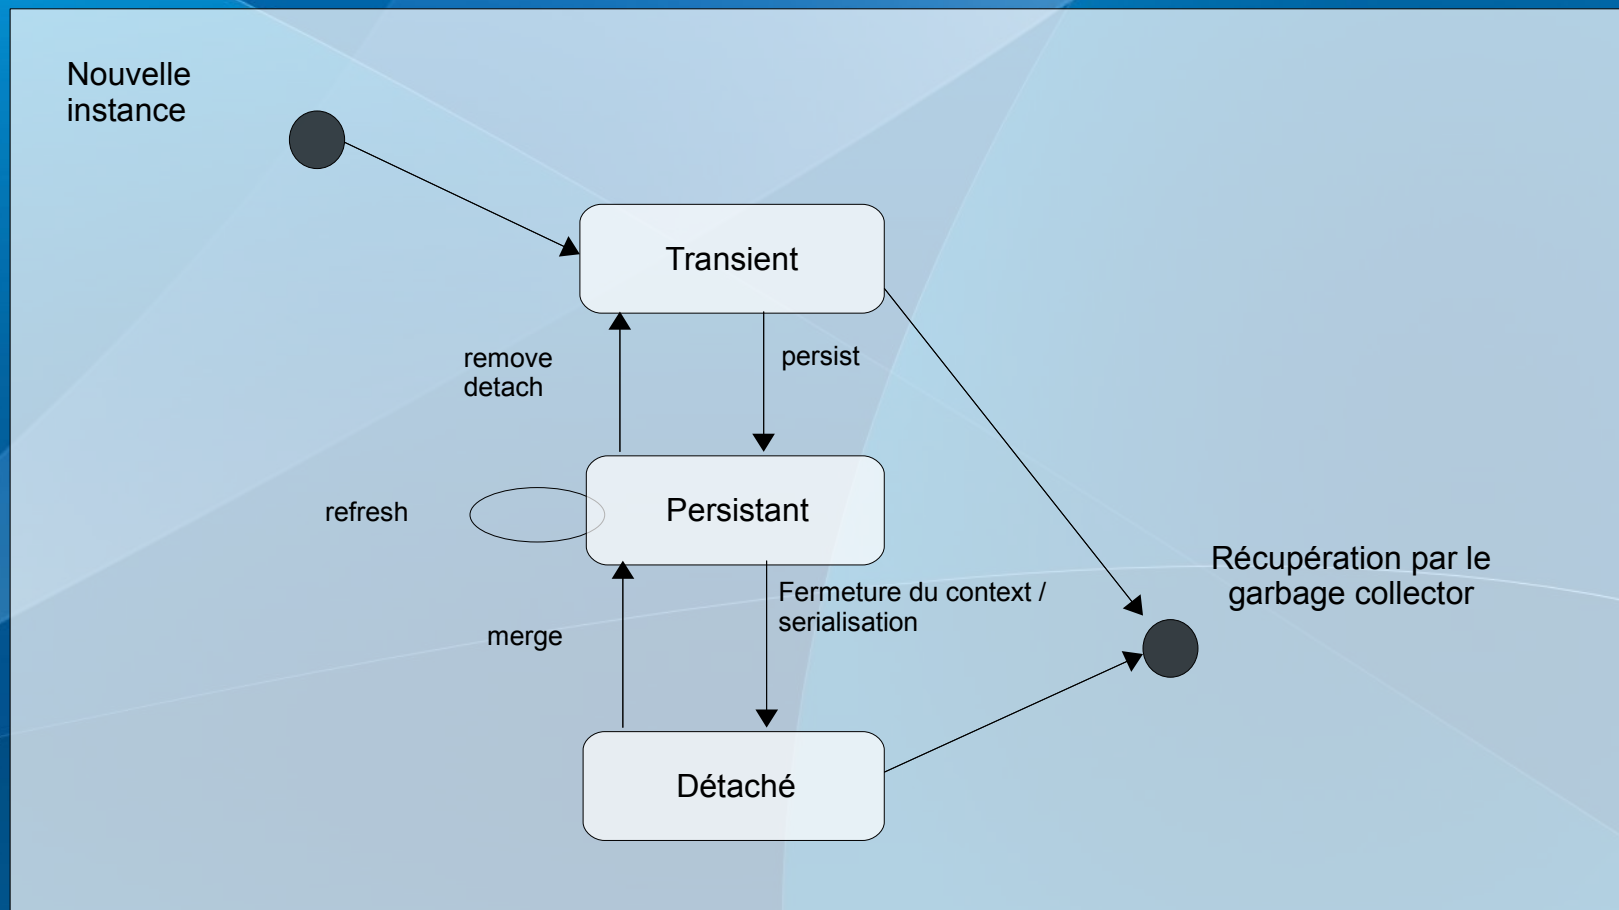 Nouvelle
instance
Transient
remove
detach
persist
refresh
Persistant
Fermeture du context /
serialisation
merge
Récupération par le
garbage collector
Détaché